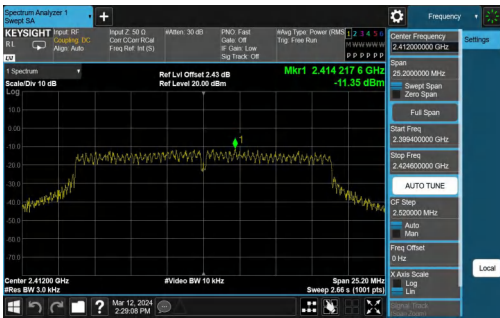 Spectrum Analyzer 1
Swept SA
Frequency
KEYSIGHT
RL
Input: RF
Coupling: DC
Align: Auto
Input Z: 50 Ω
Corr CCorr RCal
Freq Ref: Int (S)
#Atten: 30 dB
PNO: Fast
Gate: Off
IF Gain: Low
Sig Track: Off
#Avg Type: Power (RMS
Trig: Free Run
1 2 3 4 5 6
M W W W W W
P P P P P P
LW
1 Spectrum
Scale/Div 10 dB
Log
Ref Lvl Offset 2.43 dB
Ref Level 20.00 dBm
Mkr1 2.414 217 6 GHz
-11.35 dBm
1
10.0
0.00
-10.0
-20.0
-30.0
-40.0
-50.0
-60.0
-70.0
Center 2.41200 GHz
#Res BW 3.0 kHz
#Video BW 10 kHz
Span 25.20 MHz
Sweep 2.66 s (1001 pts)
Mar 12, 2024
2:29:08 PM
Center Frequency
2.412000000 GHz
Span
25.2000000 MHz
Swept Span
Zero Span
Full Span
Start Freq
2.399400000 GHz
Stop Freq
2.424600000 GHz
AUTO TUNE
CF Step
2.520000 MHz
Auto
Man
Freq Offset
0 Hz
X Axis Scale
Log
Lin
Signal Track
Settings
Local